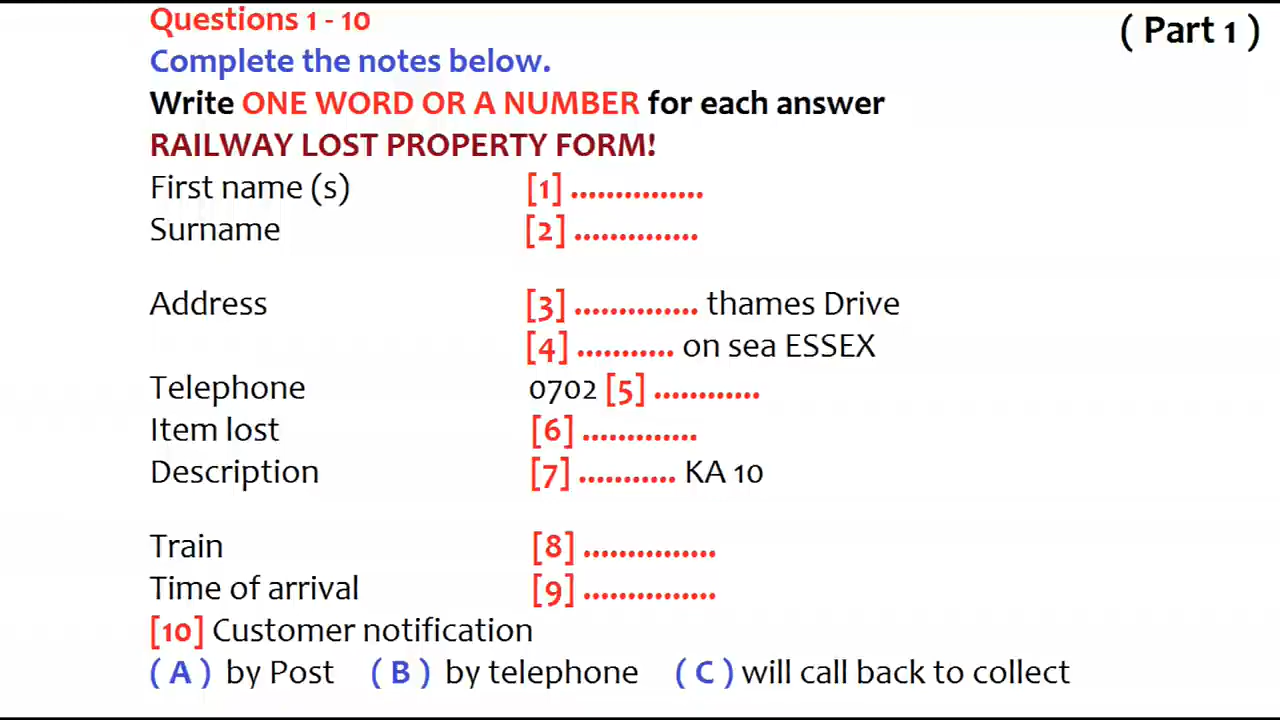 Questions 1 - 10
( Part 1 )
Complete the notes below.
Write ONE WORD OR A NUMBER for each answer
RAILWAY LOST PROPERTY FORM!
First name (s) [1] ...............
Surname [2] ..............
Address [3] .............. thames Drive
[4] ........... on sea ESSEX
Telephone 0702 [5] ............
Item lost [6] .............
Description [7] ........... KA 10
Train [8] ...............
Time of arrival [9] ...............
[10] Customer notification
( A ) by Post ( B ) by telephone ( C ) will call back to collect